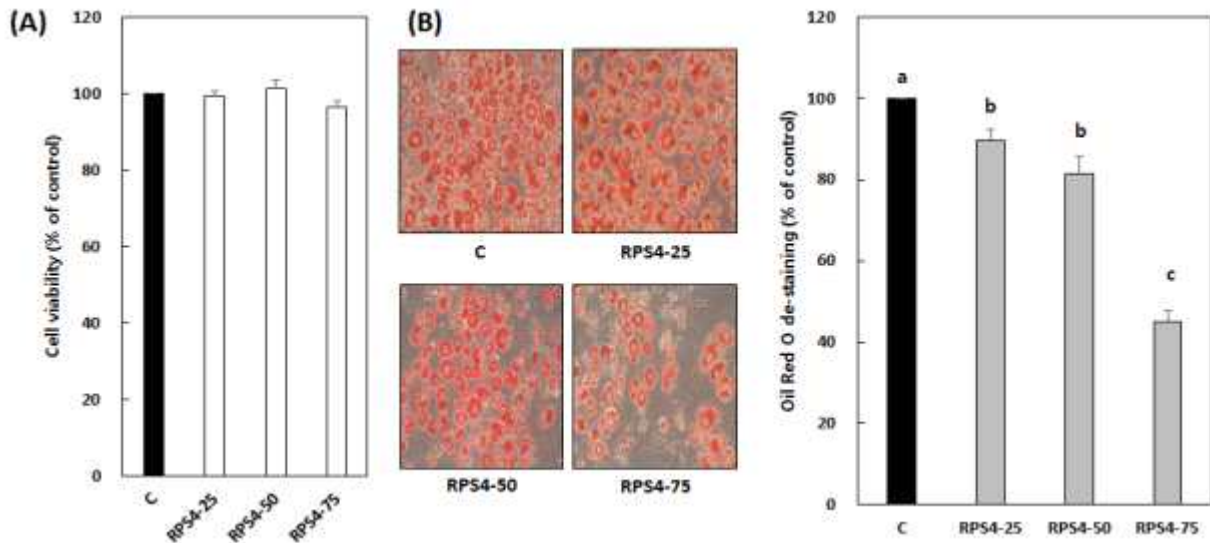 (A)
Cell viability (% of control)
120
100
80
60
40
20
0
C
RPS4-25
RPS4-50
RPS4-75
(B)
C
RPS4-25
RPS4-50
RPS4-75
Oil Red O de-staining (% of control)
120
100
80
60
40
20
0
a
b
b
c
C
RPS4-25
RPS4-50
RPS4-75